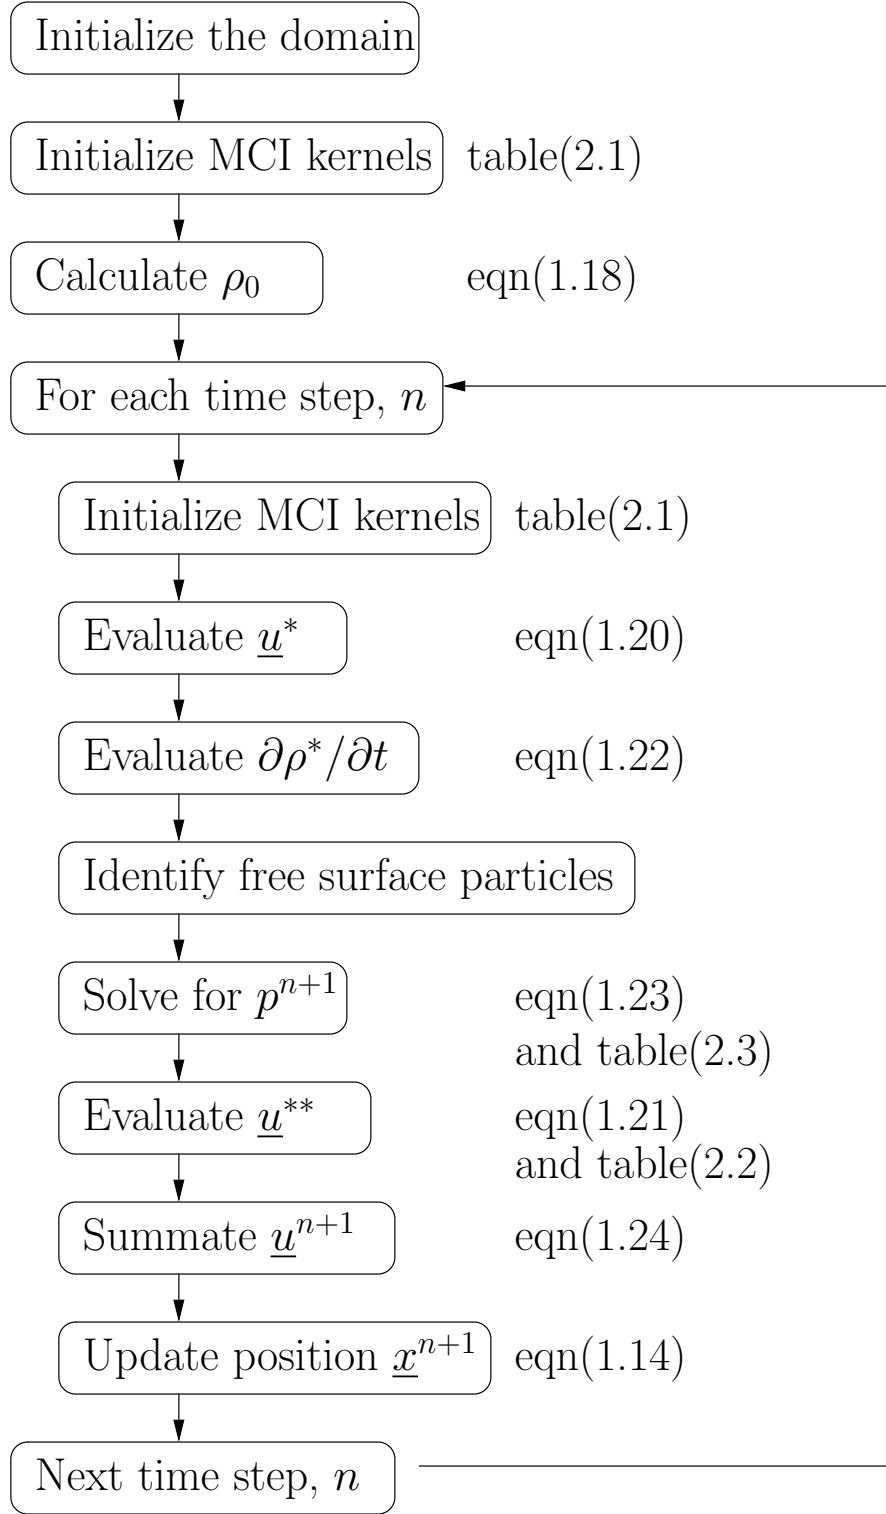 Initialize the domain
Initialize MCI kernels table(2.1)
Calculate ρ₀ eqn(1.18)
For each time step, n
Initialize MCI kernels table(2.1)
Evaluate u̲* eqn(1.20)
Evaluate ∂ρ*/∂t eqn(1.22)
Identify free surface particles
Solve for pⁿ⁺¹ eqn(1.23)
and table(2.3)
Evaluate u̲** eqn(1.21)
and table(2.2)
Summate u̲ⁿ⁺¹ eqn(1.24)
Update position x̲ⁿ⁺¹ eqn(1.14)
Next time step, n